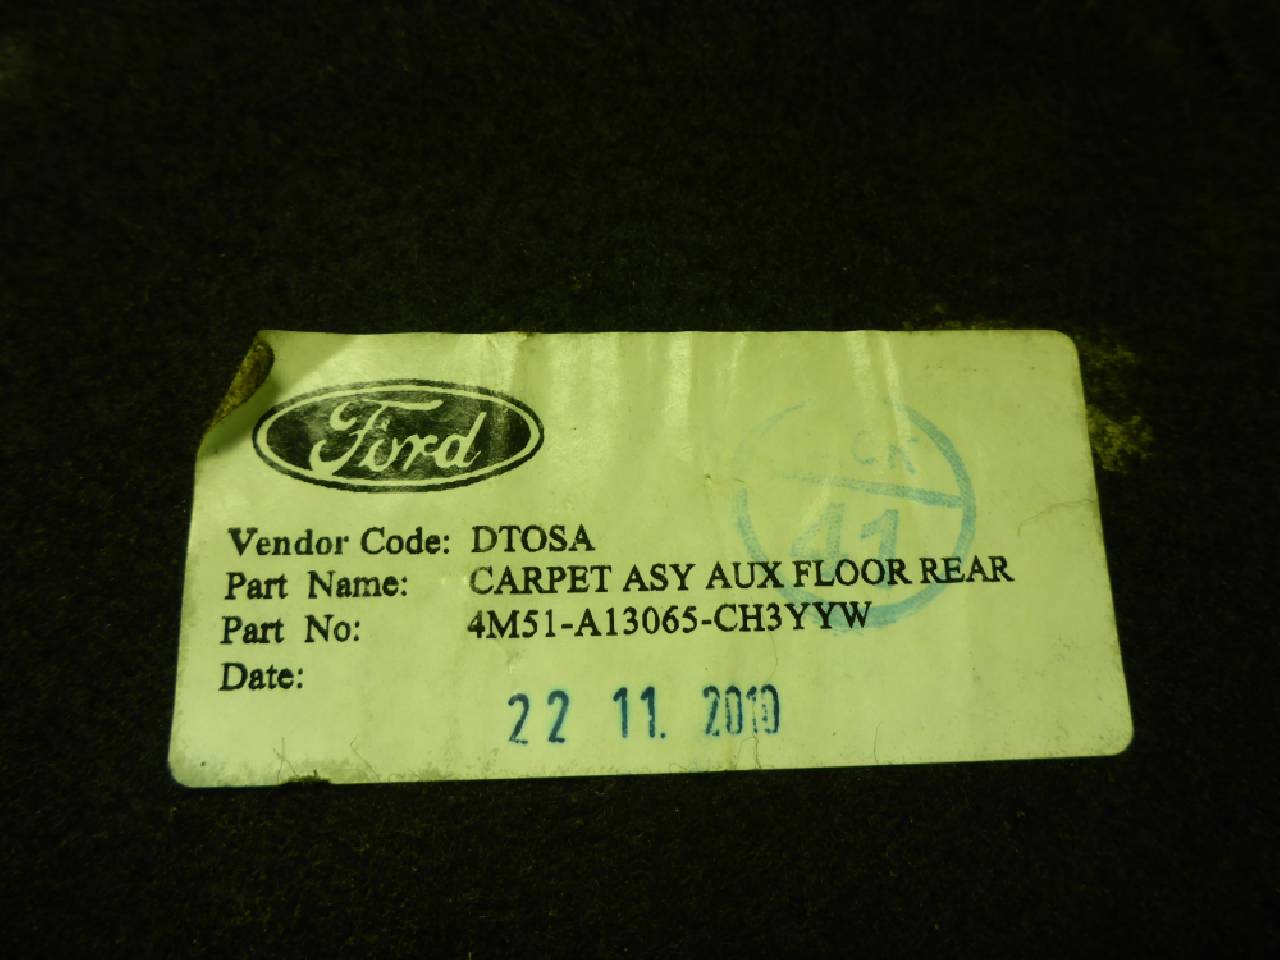 Ford
Vendor Code: DTOSA
Part Name: CARPET ASY AUX FLOOR REAR
Part No: 4M51-A13065-CH3YYW
Date:
22 11. 2010
41